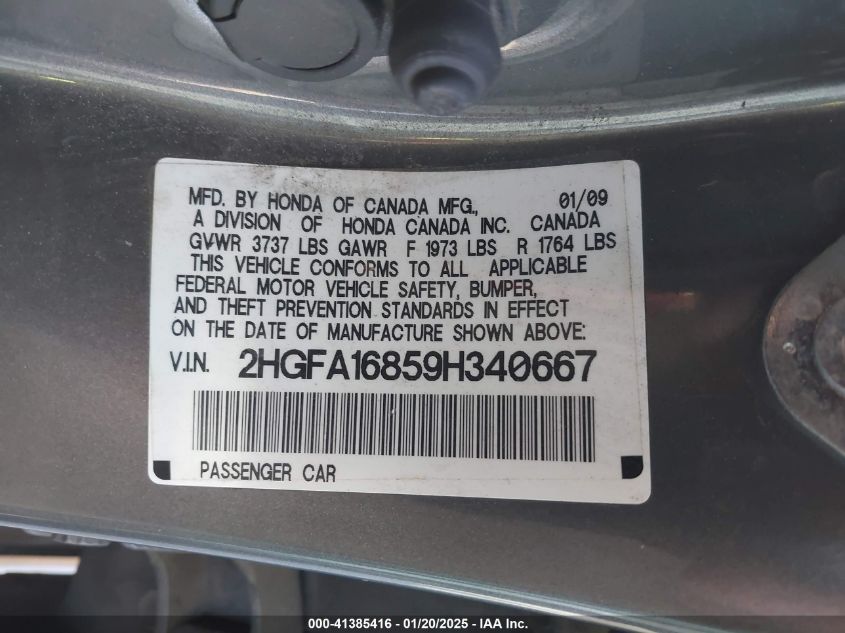 MFD. BY HONDA OF CANADA MFG., 01/09
A DIVISION OF HONDA CANADA INC. CANADA
GVWR 3737 LBS GAWR F 1973 LBS R 1764 LBS
THIS VEHICLE CONFORMS TO ALL APPLICABLE
FEDERAL MOTOR VEHICLE SAFETY, BUMPER,
AND THEFT PREVENTION STANDARDS IN EFFECT
ON THE DATE OF MANUFACTURE SHOWN ABOVE:
V.I.N. 2HGFA16859H340667
PASSENGER CAR
000-41385416 - 01/20/2025 - IAA HOLDINGS, LLC